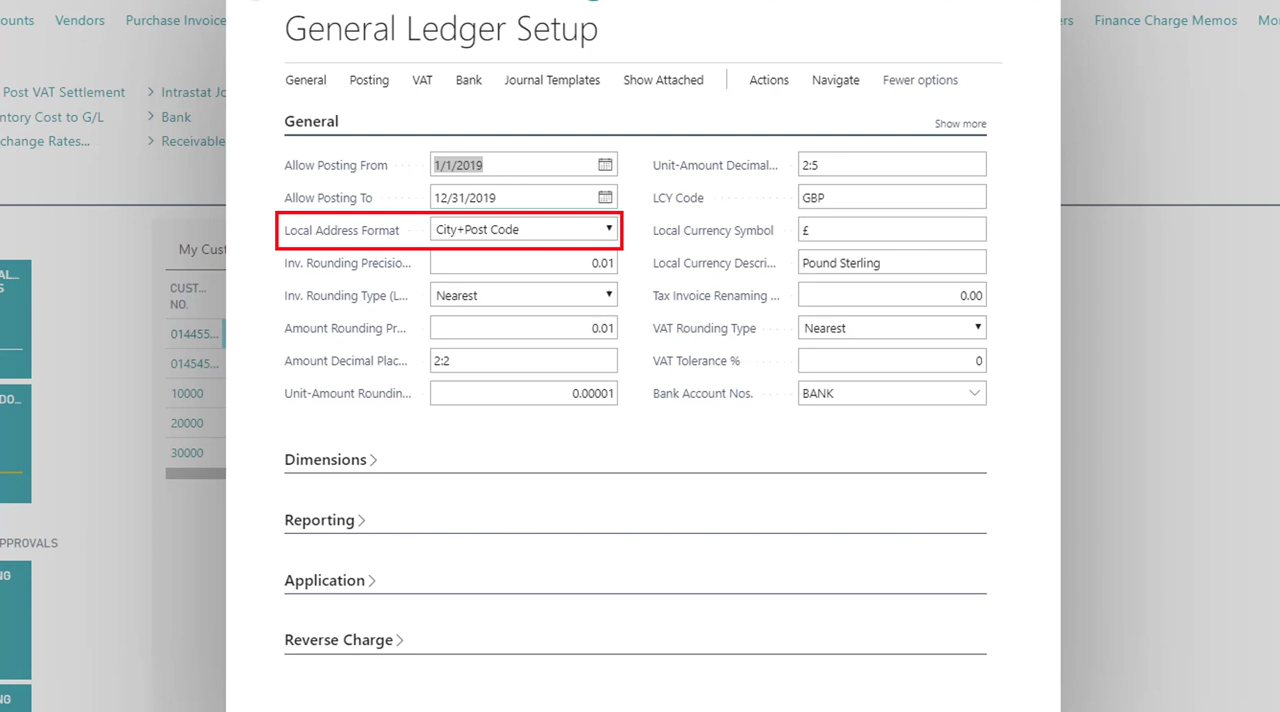 ounts Vendors Purchase Invoice
General Ledger Setup
ers Finance Charge Memos Mo
General Posting VAT Bank Journal Templates Show Attached Actions Navigate Fewer options
Post VAT Settlement Intrastat Jo
ntory Cost to G/L Bank
change Rates... Receivable
General Show more
Allow Posting From 1/1/2019 Unit-Amount Decimal... 2:5
Allow Posting To 12/31/2019 LCY Code GBP
Local Address Format City+Post Code Local Currency Symbol £
Inv. Rounding Precisio... 0.01 Local Currency Descri... Pound Sterling
Inv. Rounding Type (L... Nearest Tax Invoice Renaming ... 0.00
Amount Rounding Pr... 0.01 VAT Rounding Type Nearest
Amount Decimal Plac... 2:2 VAT Tolerance % 0
Unit-Amount Roundin... 0.00001 Bank Account Nos. BANK
My Cust
CUST...
NO.
014455...
014545...
10000
20000
30000
AL...
S
DO...
PPROVALS
NG
NG
Dimensions
Reporting
Application
Reverse Charge